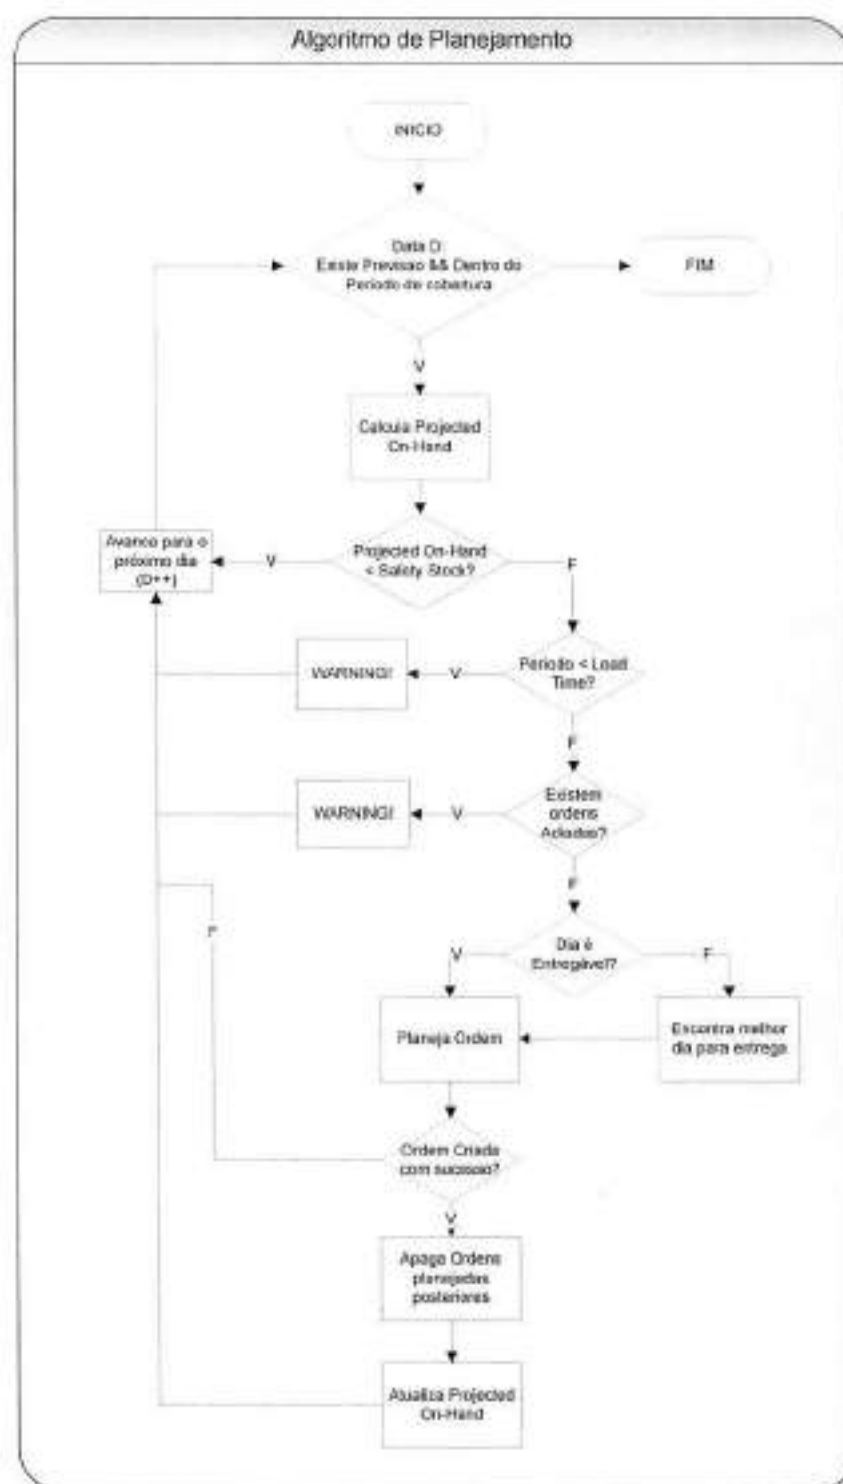 Algoritmo de Planejamento
INICIO
Data D:
Existe Previsao && Dentro do
Periodo de cobertura
FIM
V
Calcula Projected
On-Hand
Avanco para o
próximo dia
(D++)
V
Projected On-Hand
< Safety Stock?
F
WARNING!
V
Periodo < Lead
Time?
F
WARNING!
V
Existem
ordens
F
F
Dia é
Entregável?
V
F
Planeja Ordem
Encontra melhor
dia para entrega
Ordem Criada
com sucesso?
V
Apaga Ordens
planejadas
posteriores
Atualiza Projected
On-Hand